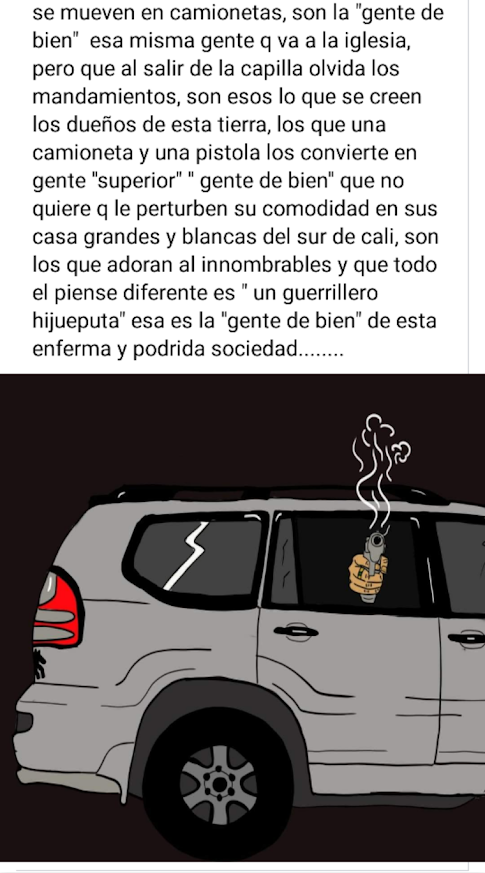 se mueven en camionetas, son la "gente de
bien"  esa misma gente q va a la iglesia,
pero que al salir de la capilla olvida los
mandamientos, son esos lo que se creen
los dueños de esta tierra, los que una
camioneta y una pistola los convierte en
gente "superior" " gente de bien" que no
quiere q le perturben su comodidad en sus
casa grandes y blancas del sur de cali, son
los que adoran al innombrables y que todo
el piense diferente es " un guerrillero
hijueputa" esa es la "gente de bien" de esta
enferma y podrida sociedad........